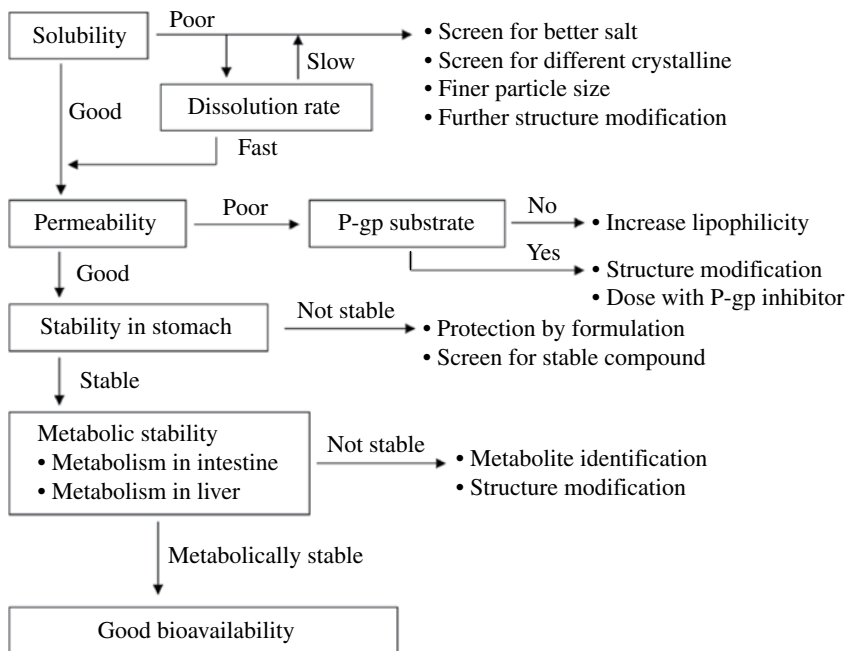 Solubility
Poor
• Screen for better salt
• Screen for different crystalline
• Finer particle size
• Further structure modification
Slow
Dissolution rate
Good
Fast
Permeability
Poor
P-gp substrate
No
• Increase lipophilicity
Yes
• Structure modification
• Dose with P-gp inhibitor
Good
Stability in stomach
Not stable
• Protection by formulation
• Screen for stable compound
Stable
Metabolic stability
• Metabolism in intestine
• Metabolism in liver
Not stable
• Metabolite identification
• Structure modification
Metabolically stable
Good bioavailability